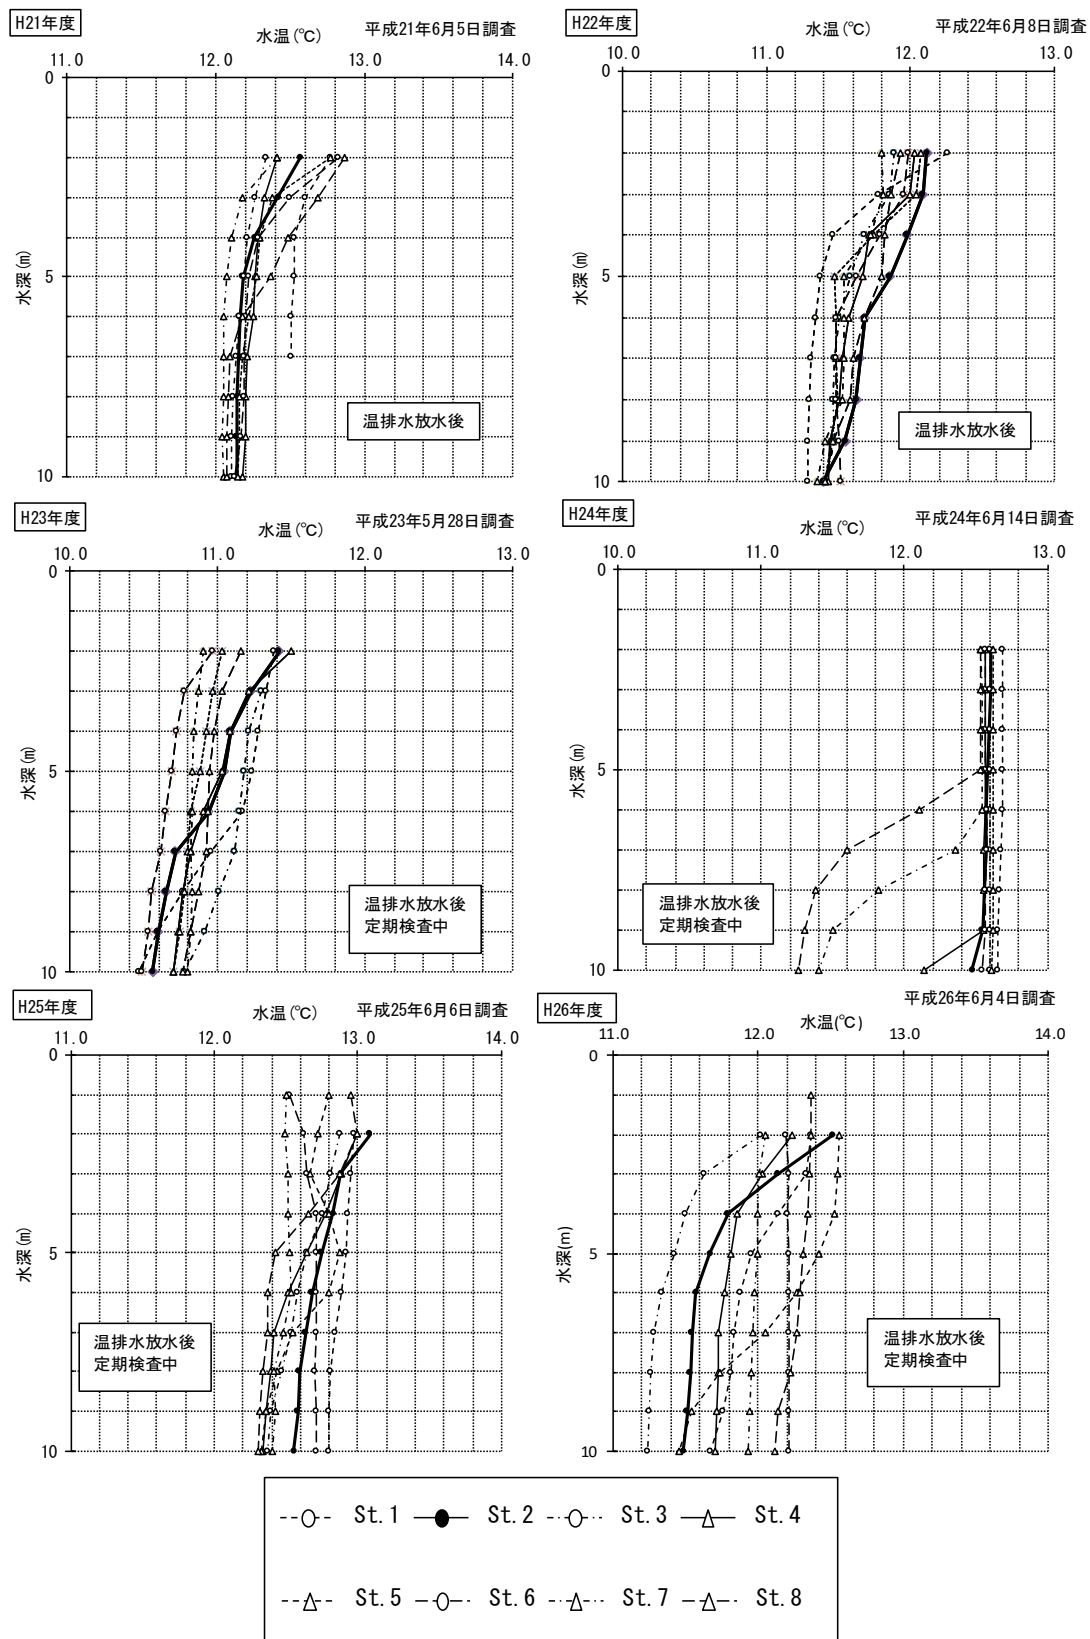 H21年度
水温(℃)
平成21年6月5日調査
11.0 12.0 13.0 14.0
0
5
10
水深(m)
温排水放水後
H22年度
水温(℃)
平成22年6月8日調査
10.0 11.0 12.0 13.0
0
5
10
水深(m)
温排水放水後
H23年度
水温(℃)
平成23年5月28日調査
10.0 11.0 12.0 13.0
0
5
10
水深(m)
温排水放水後
定期検査中
H24年度
水温(℃)
平成24年6月14日調査
10.0 11.0 12.0 13.0
0
5
10
水深(m)
温排水放水後
定期検査中
H25年度
水温(℃)
平成25年6月6日調査
11.0 12.0 13.0 14.0
0
5
10
水深(m)
温排水放水後
定期検査中
H26年度
平成26年6月4日調査
水温(℃)
11.0 12.0 13.0 14.0
0
5
10
水深(m)
温排水放水後
定期検査中
St.1 St.2 St.3 St.4
St.5 St.6 St.7 St.8